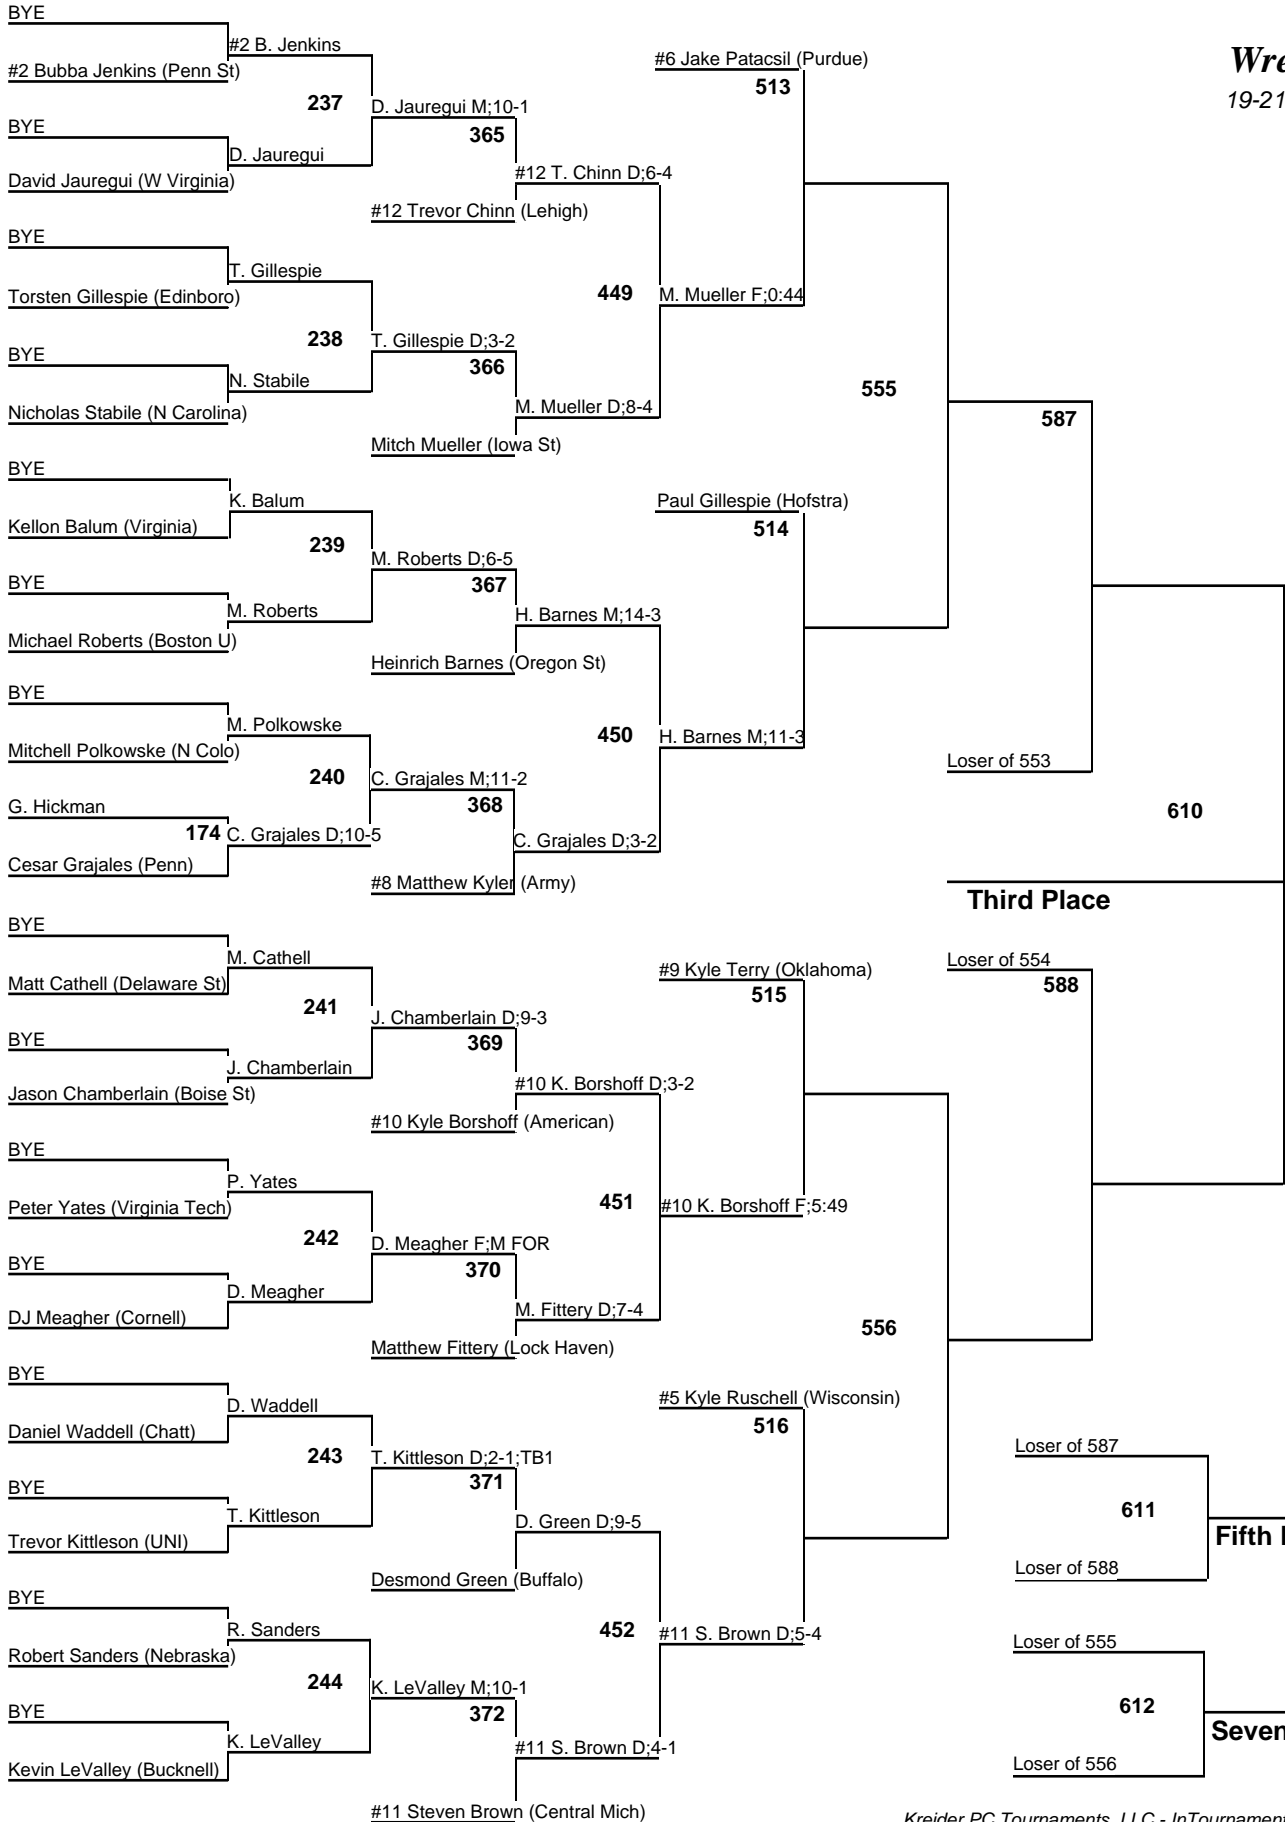 BYE
#2 B. Jenkins
#2 Bubba Jenkins (Penn St)
237
D. Jauregui M;10-1
BYE
365
D. Jauregui
David Jauregui (W Virginia)
#12 T. Chinn D;6-4
#12 Trevor Chinn (Lehigh)
BYE
T. Gillespie
Torsten Gillespie (Edinboro)
449
M. Mueller F;0:44
238
T. Gillespie D;3-2
BYE
366
N. Stabile
Nicholas Stabile (N Carolina)
M. Mueller D;8-4
Mitch Mueller (Iowa St)
#6 Jake Patacsil (Purdue)
513
Wre
19-21
555
587
BYE
K. Balum
Kellon Balum (Virginia)
Paul Gillespie (Hofstra)
514
239
M. Roberts D;6-5
367
BYE
M. Roberts
Michael Roberts (Boston U)
H. Barnes M;14-3
Heinrich Barnes (Oregon St)
BYE
M. Polkowske
Mitchell Polkowske (N Colo)
450
H. Barnes M;11-3
240
C. Grajales M;11-2
368
G. Hickman
174
C. Grajales D;10-5
C. Grajales D;3-2
Cesar Grajales (Penn)
#8 Matthew Kyler (Army)
Loser of 553
610
Third Place
BYE
M. Cathell
Matt Cathell (Delaware St)
#9 Kyle Terry (Oklahoma)
515
Loser of 554
588
241
J. Chamberlain D;9-3
369
BYE
J. Chamberlain
Jason Chamberlain (Boise St)
#10 K. Borshoff D;3-2
#10 Kyle Borshoff (American)
BYE
P. Yates
Peter Yates (Virginia Tech)
451
#10 K. Borshoff F;5:49
242
D. Meagher F;M FOR
370
BYE
D. Meagher
DJ Meagher (Cornell)
M. Fittery D;7-4
556
Matthew Fittery (Lock Haven)
BYE
D. Waddell
Daniel Waddell (Chatt)
#5 Kyle Ruschell (Wisconsin)
516
243
T. Kittleson D;2-1;TB1
371
BYE
T. Kittleson
Trevor Kittleson (UNI)
D. Green D;9-5
Desmond Green (Buffalo)
Loser of 587
611
Fifth
Loser of 588
BYE
R. Sanders
Robert Sanders (Nebraska)
452
#11 S. Brown D;5-4
244
K. LeValley M;10-1
372
BYE
K. LeValley
Kevin LeValley (Bucknell)
#11 S. Brown D;4-1
#11 Steven Brown (Central Mich)
Loser of 555
612
Seven
Loser of 556
Kreider PC Tournaments, LLC - InTournament